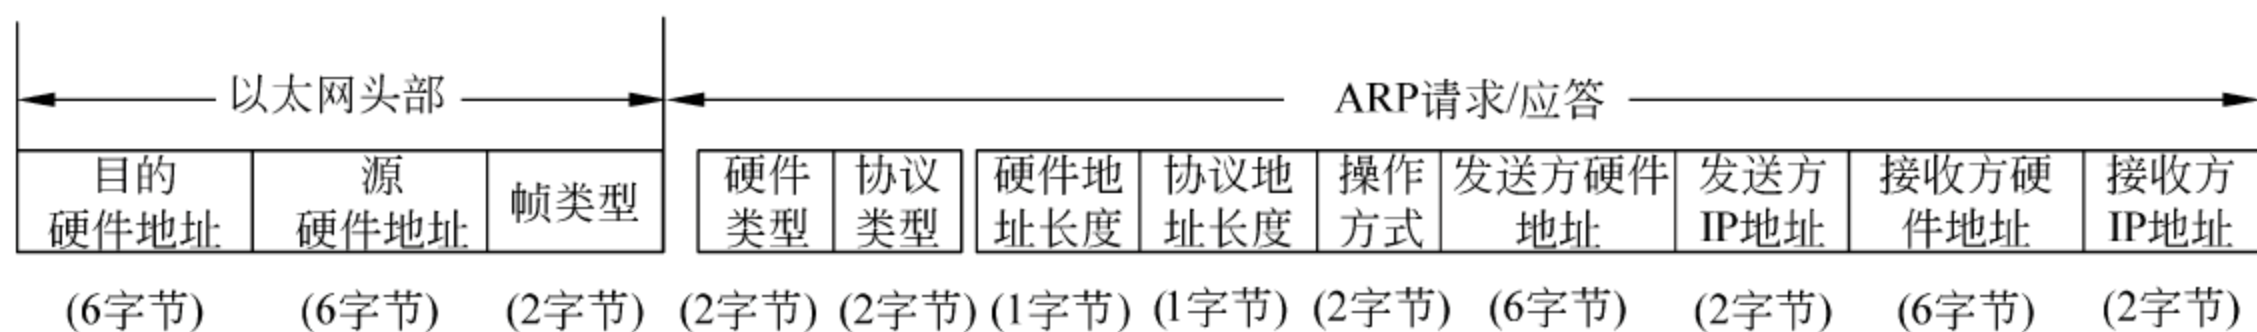 以太网头部
ARP请求/应答
目的
硬件地址
源
硬件地址
帧类型
硬件
类型
协议
类型
硬件地
址长度
协议地
址长度
操作
方式
发送方硬件
地址
发送方
IP地址
接收方硬
件地址
接收方
IP地址
(6字节)
(6字节)
(2字节)
(2字节)
(2字节)
(1字节)
(1字节)
(2字节)
(6字节)
(2字节)
(6字节)
(2字节)